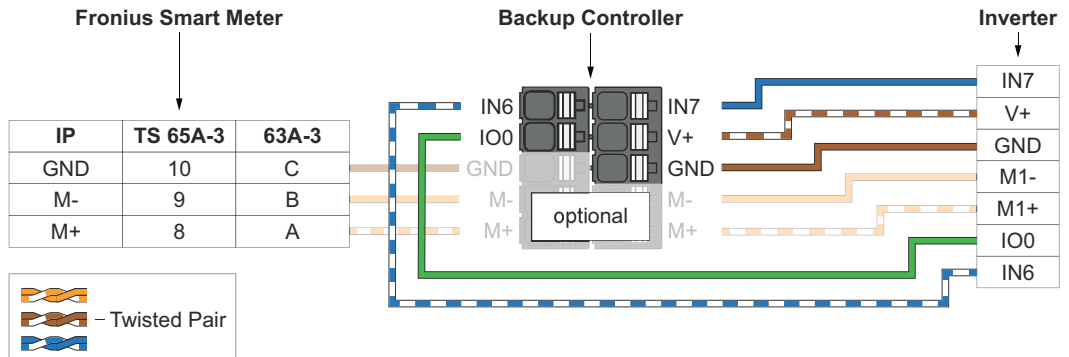 Fronius Smart Meter Backup Controller Inverter
IP TS 65A-3 63A-3
GND 10 C
M- 9 B
M+ 8 A
IN6 IN7
IO0 V+
GND GND
M- M-
M+ M+
optional
IN7
V+
GND
M1-
M1+
IO0
IN6
Twisted Pair